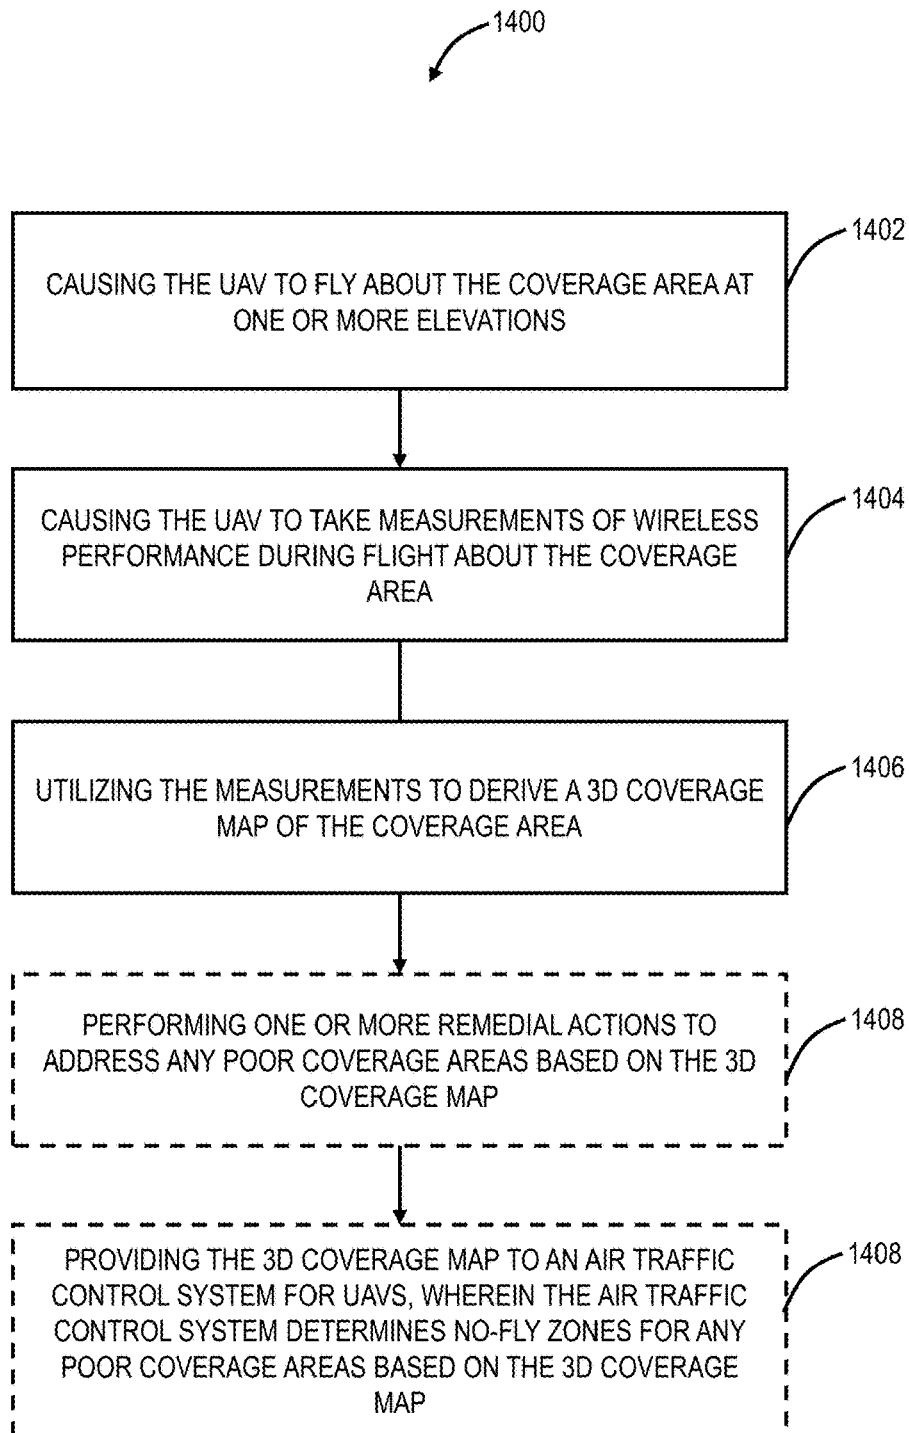 1400
1402
CAUSING THE UAV TO FLY ABOUT THE COVERAGE AREA AT
ONE OR MORE ELEVATIONS
1404
CAUSING THE UAV TO TAKE MEASUREMENTS OF WIRELESS
PERFORMANCE DURING FLIGHT ABOUT THE COVERAGE
AREA
1406
UTILIZING THE MEASUREMENTS TO DERIVE A 3D COVERAGE
MAP OF THE COVERAGE AREA
1408
PERFORMING ONE OR MORE REMEDIAL ACTIONS TO
ADDRESS ANY POOR COVERAGE AREAS BASED ON THE 3D
COVERAGE MAP
1408
PROVIDING THE 3D COVERAGE MAP TO AN AIR TRAFFIC
CONTROL SYSTEM FOR UAVS, WHEREIN THE AIR TRAFFIC
CONTROL SYSTEM DETERMINES NO-FLY ZONES FOR ANY
POOR COVERAGE AREAS BASED ON THE 3D COVERAGE
MAP